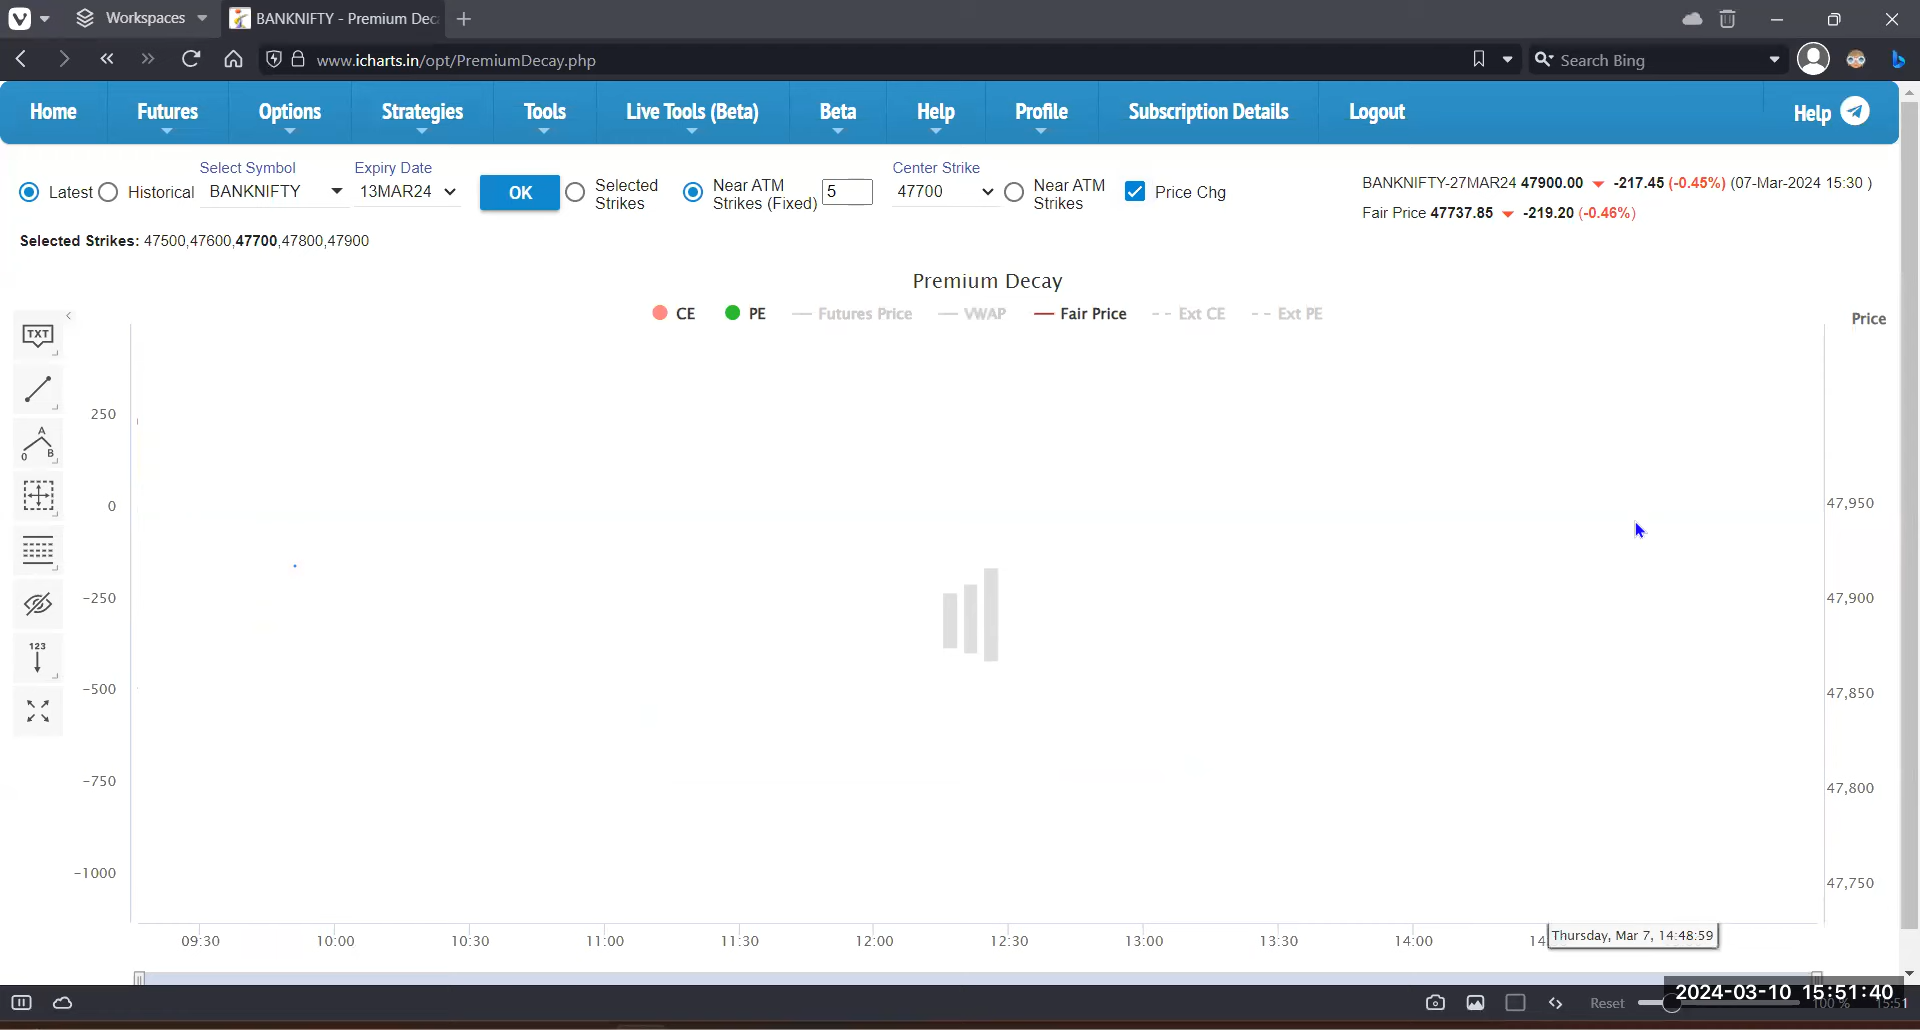 Workspaces
BANKNIFTY - Premium Dec
www.icharts.in/opt/PremiumDecay.php
Search Bing
Home Futures Options Strategies Tools Live Tools (Beta) Beta Help Profile Subscription Details Logout Help
Select Symbol Expiry Date Center Strike
Latest Historical BANKNIFTY 13MAR24 OK Selected Strikes Near ATM Strikes (Fixed) 5 47700 Near ATM Strikes Price Chg
BANKNIFTY-27MAR24 47900.00 -217.45 (-0.45%) (07-Mar-2024 15:30 )
Fair Price 47737.85 -219.20 (-0.46%)
Selected Strikes: 47500,47600,47700,47800,47900
Premium Decay
CE PE Futures Price VWAP Fair Price Ext CE Ext PE
Price
TXT
250
A
0 B
0
47,950
-250
47,900
123
-500
47,850
-750
47,800
-1000
47,750
09:30 10:00 10:30 11:00 11:30 12:00 12:30 13:00 13:30 14:00 14
Thursday, Mar 7, 14:48:59
Reset
100 %
15:51
2024-03-10 15:51:40